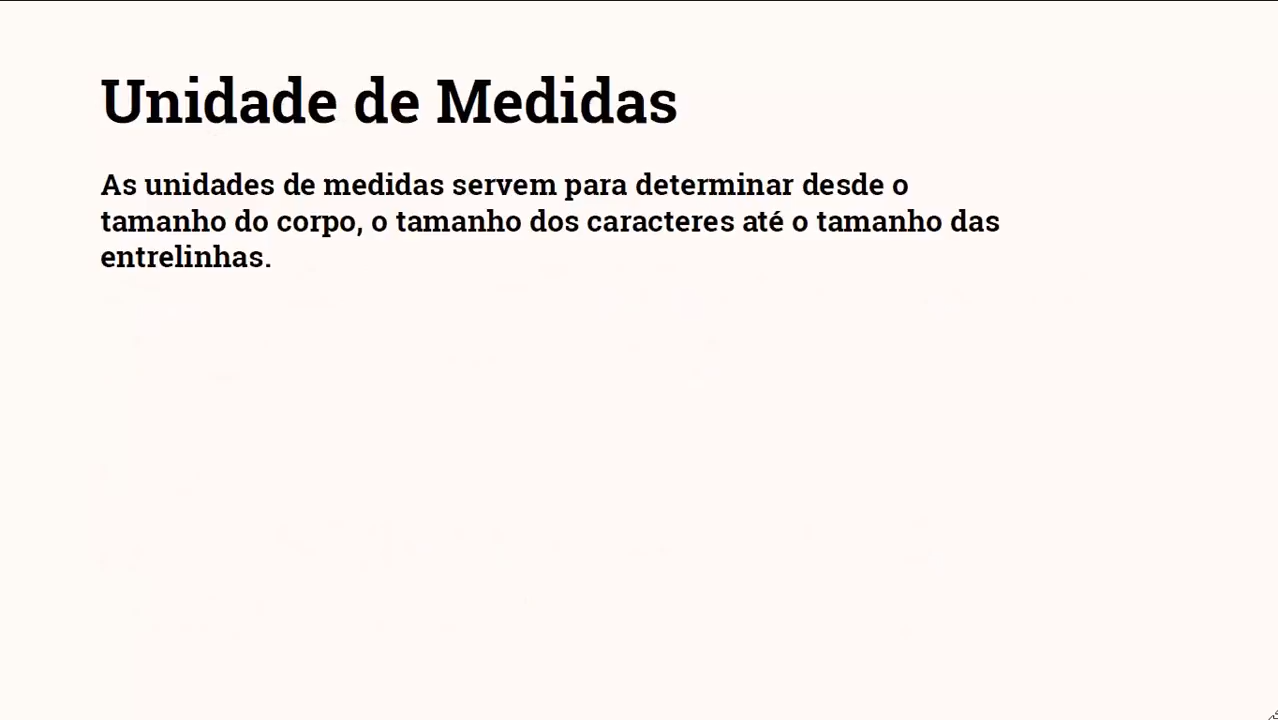 Unidade de Medidas
As unidades de medidas servem para determinar desde o
tamanho do corpo, o tamanho dos caracteres até o tamanho das
entrelinhas.